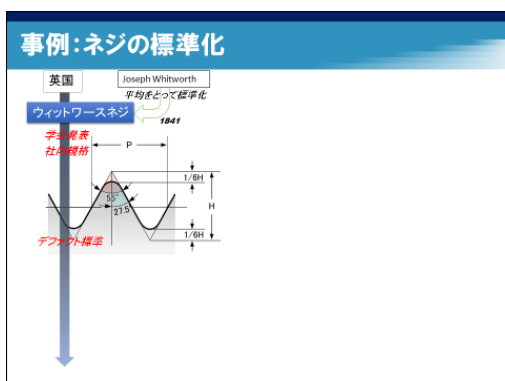 事例：ネジの標準化
英国
Joseph Whitworth
平均をとって標準化
ウィットワースネジ
1841
学会発表
社内規格
P
1/6H
H
55°
27.5°
1/6H
デファクト標準